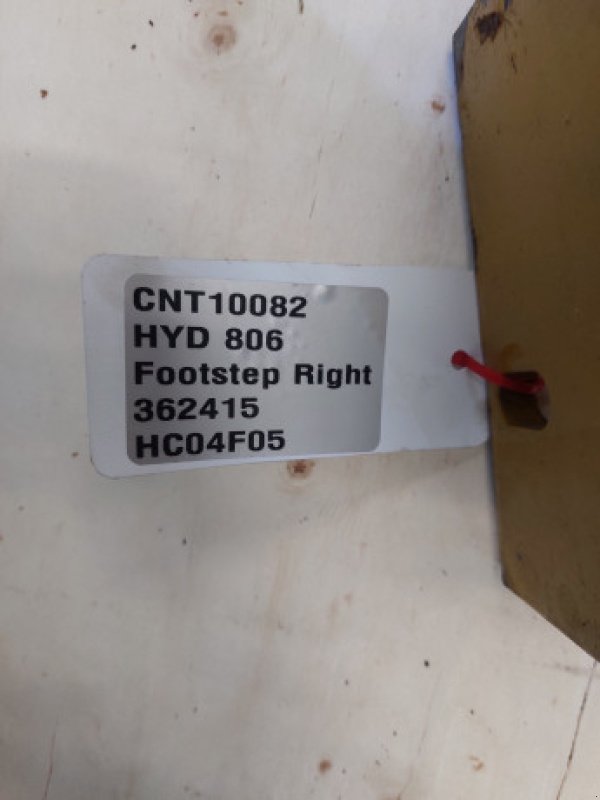 CNT10082
HYD 806
Footstep Right
362415
HC04F05